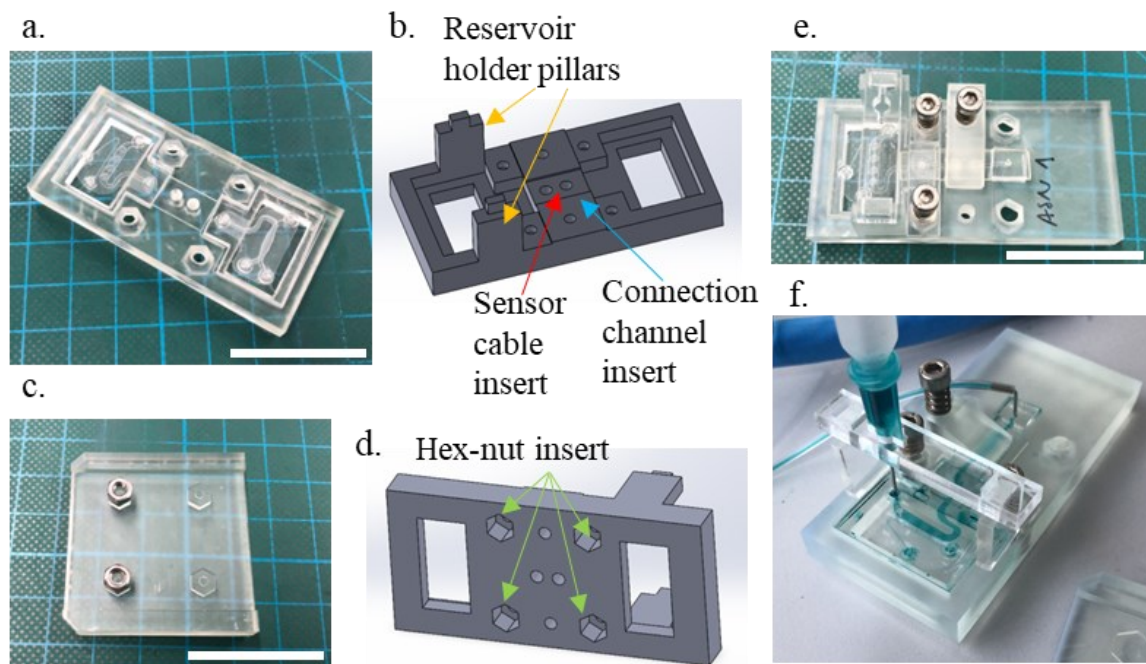 a.
b.
Reservoir
holder pillars
Sensor
cable
insert
Connection
channel
insert
c.
d.
Hex-nut insert
e.
ASN 1
f.